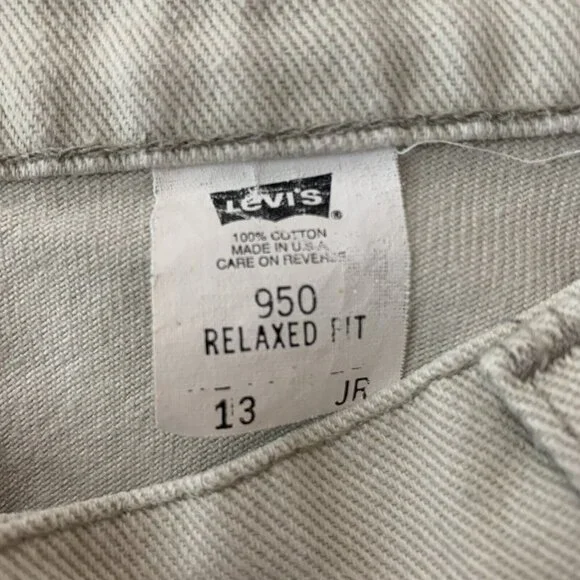 LEVI'S ®
100% COTTON
MADE IN U.S.A.
CARE ON REVERSE
950
RELAXED FIT
13 JR